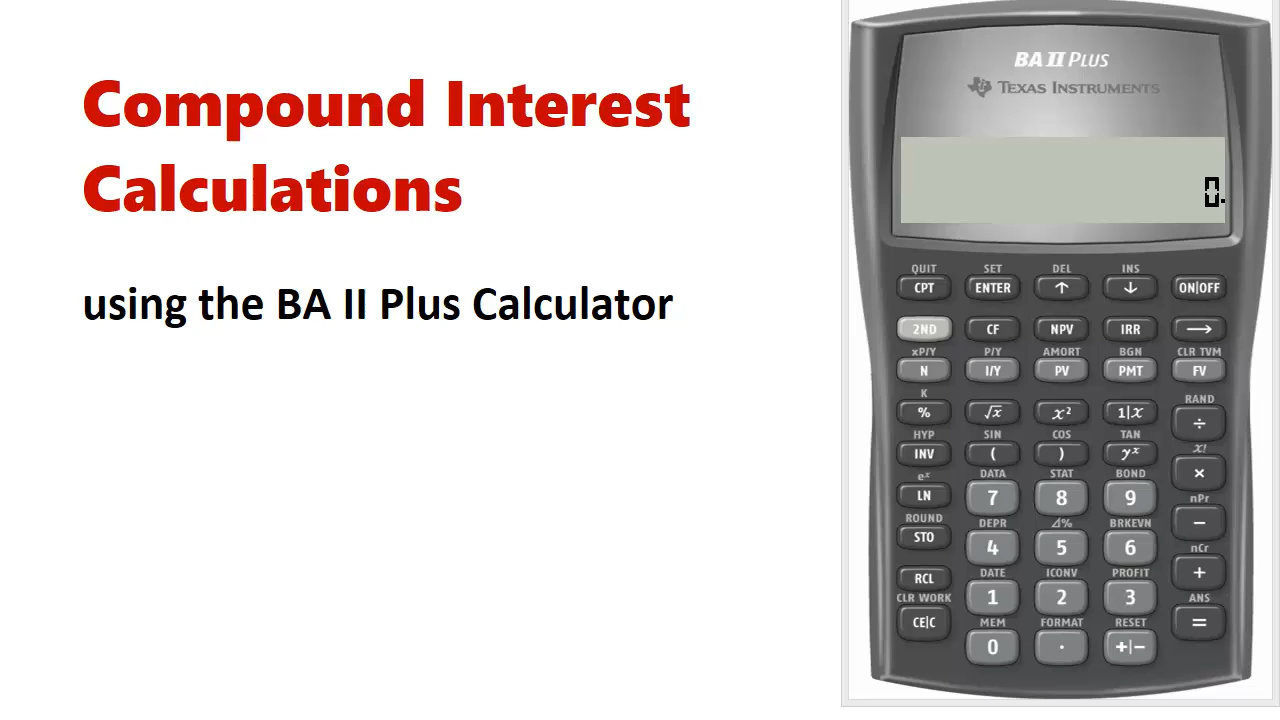 Compound Interest
Calculations
using the BA II Plus Calculator
BA II PLUS
TEXAS INSTRUMENTS
0.
QUIT SET DEL INS
CPT ENTER ↑ ↓ ON|OFF
2ND CF NPV IRR →
xP/Y P/Y AMORT BGN CLR TVM
N I/Y PV PMT FV
K RAND
% √x x² 1|x ÷
HYP SIN COS TAN x!
INV ( ) yˣ ×
eˣ DATA STAT BOND nPr
LN 7 8 9 −
ROUND DEPR Δ% BRKEVN nCr
STO 4 5 6 +
RCL DATE ICONV PROFIT
CLR WORK 1 2 3 ANS
CE|C MEM FORMAT RESET =
0 . +|−